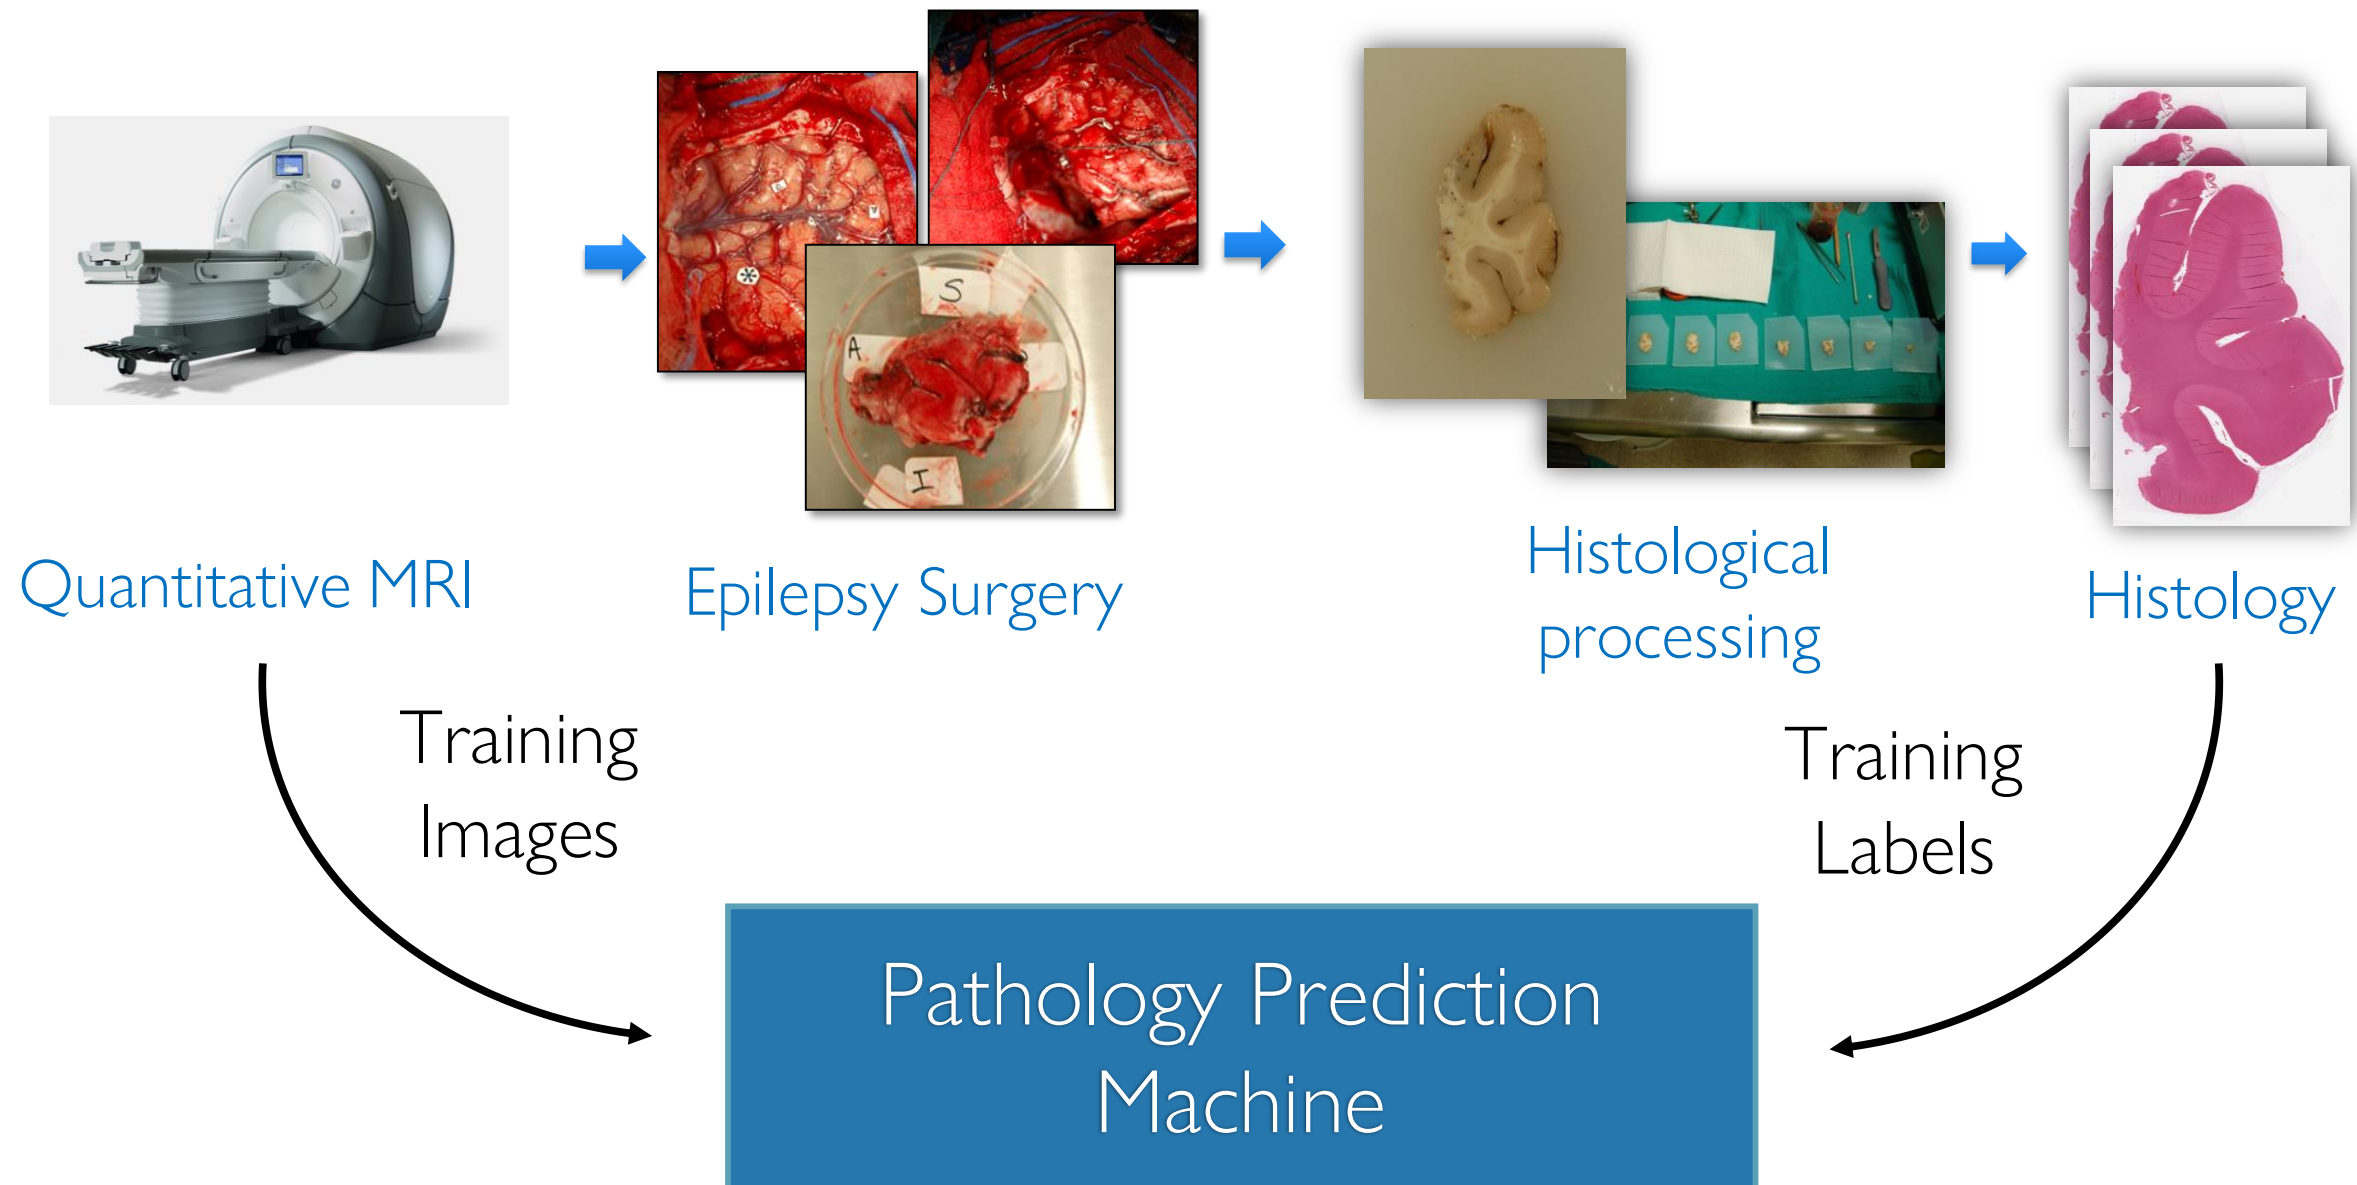 S
A
I
Quantitative MRI
Epilepsy Surgery
Histological
processing
Histology
Training
Images
Training
Labels
Pathology Prediction
Machine